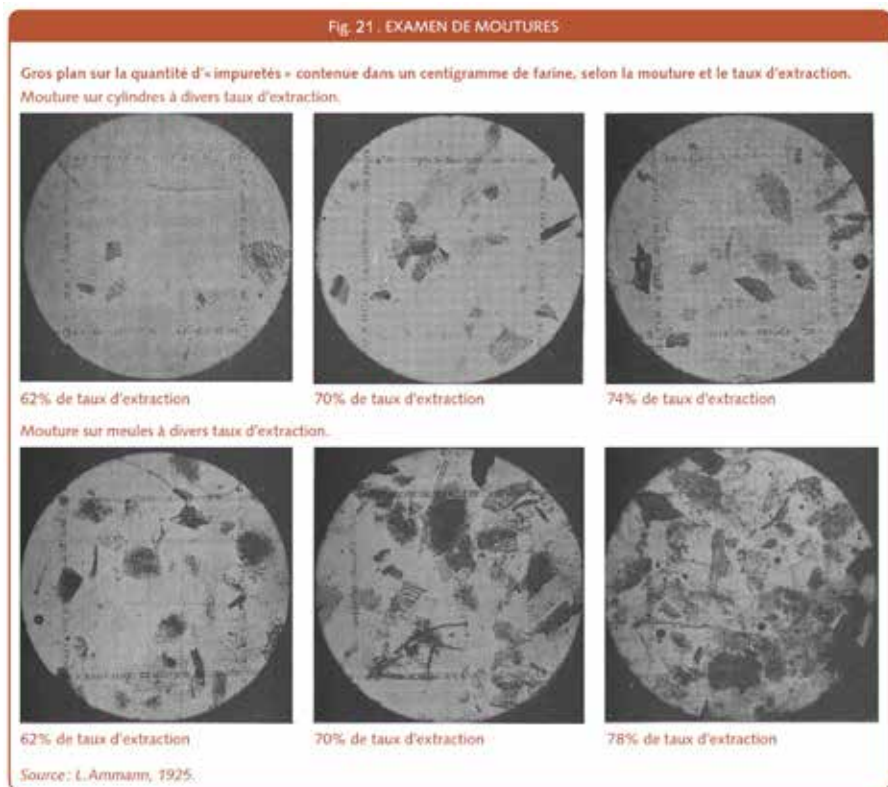 Fig. 21 . EXAMEN DE MOUTURES
Gros plan sur la quantité d'« impuretés » contenue dans un centigramme de farine, selon la mouture et le taux d'extraction.
Mouture sur cylindres à divers taux d'extraction.
62% de taux d'extraction
70% de taux d'extraction
74% de taux d'extraction
Mouture sur meules à divers taux d'extraction.
62% de taux d'extraction
70% de taux d'extraction
78% de taux d'extraction
Source : L. Ammann, 1925.